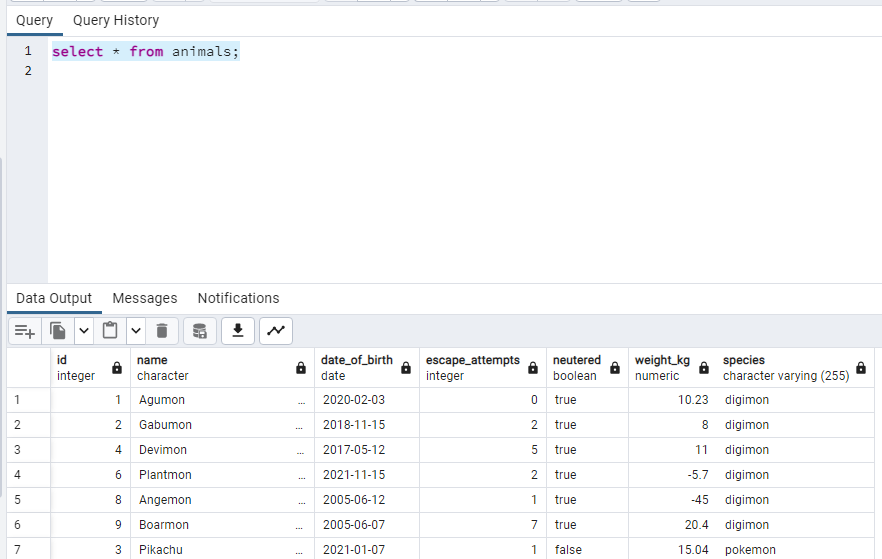 Query Query History
1 select * from animals;
2
Data Output Messages Notifications
id name date_of_birth escape_attempts neutered weight_kg species
integer character date integer boolean numeric character varying (255)
1 1 Agumon ... 2020-02-03 0 true 10.23 digimon
2 2 Gabumon ... 2018-11-15 2 true 8 digimon
3 4 Devimon ... 2017-05-12 5 true 11 digimon
4 6 Plantmon ... 2021-11-15 2 true -5.7 digimon
5 8 Angemon ... 2005-06-12 1 true -45 digimon
6 9 Boarmon ... 2005-06-07 7 true 20.4 digimon
7 3 Pikachu ... 2021-01-07 1 false 15.04 pokemon